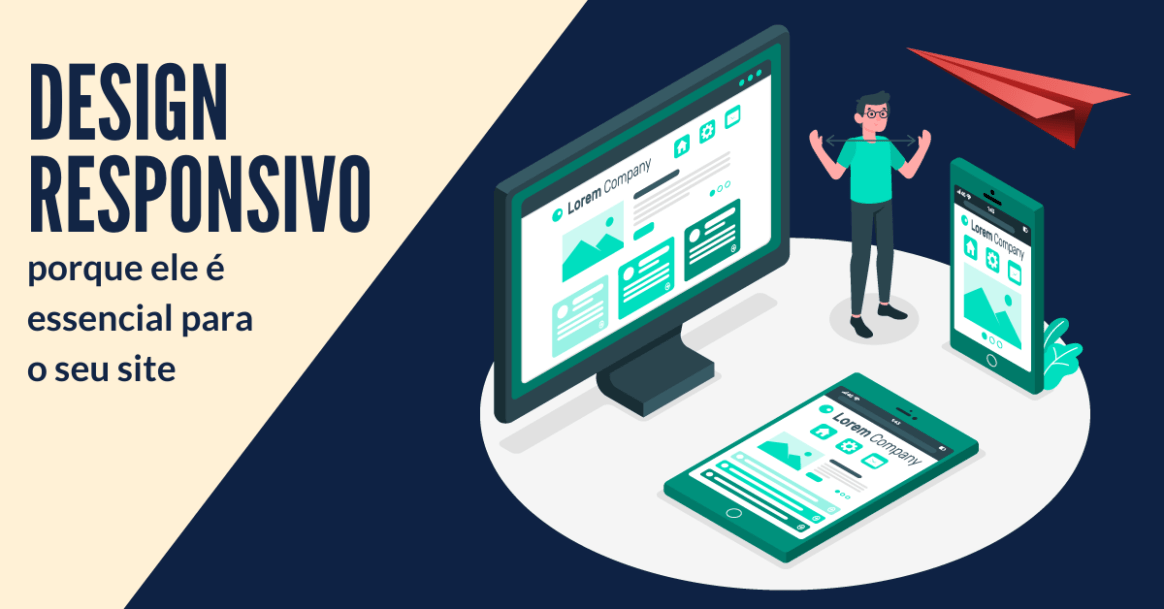 DESIGN
RESPONSIVO
porque ele é
essencial para
o seu site
Lorem Company
Lorem Company
Lorem Company